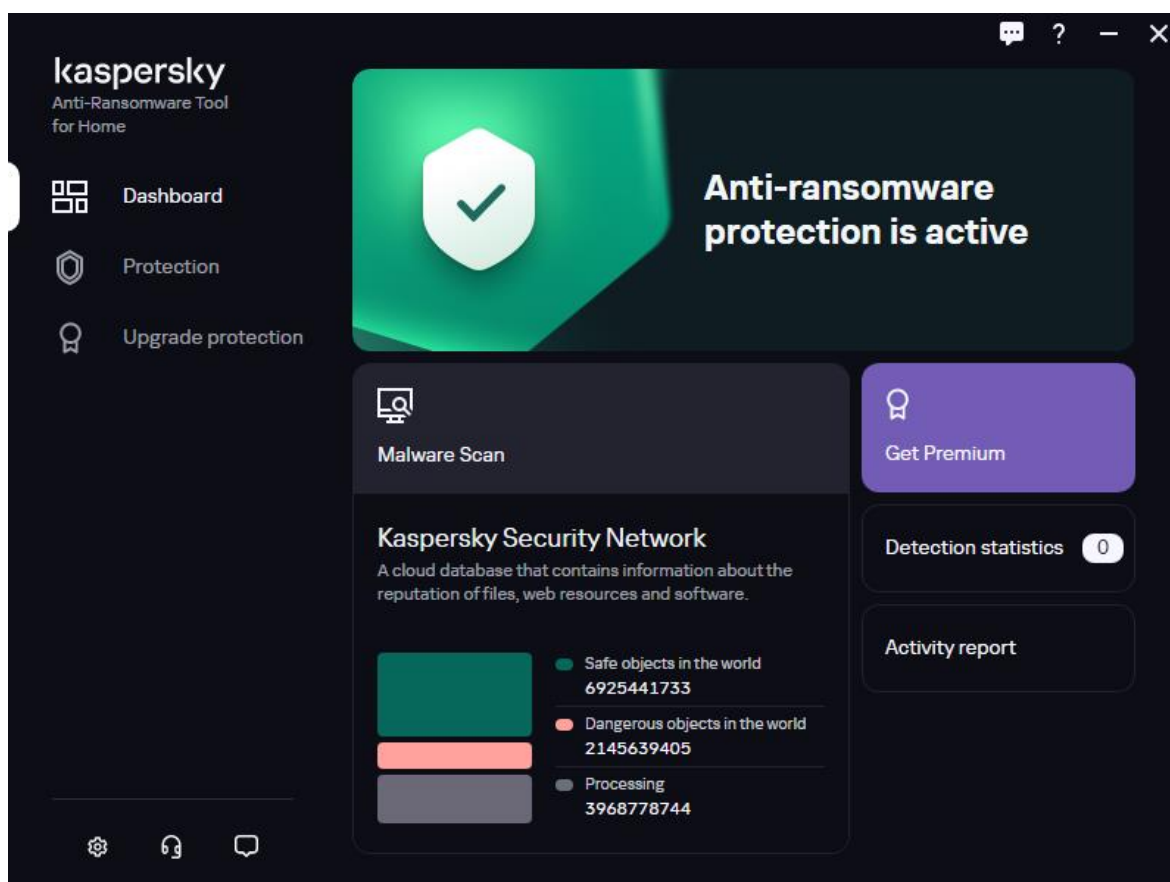 ?
kaspersky
Anti-Ransomware Tool
for Home
Dashboard
Protection
Upgrade protection
Anti-ransomware
protection is active
Malware Scan
Get Premium
Kaspersky Security Network
A cloud database that contains information about the
reputation of files, web resources and software.
Safe objects in the world
6925441733
Dangerous objects in the world
2145639405
Processing
3968778744
Detection statistics 0
Activity report